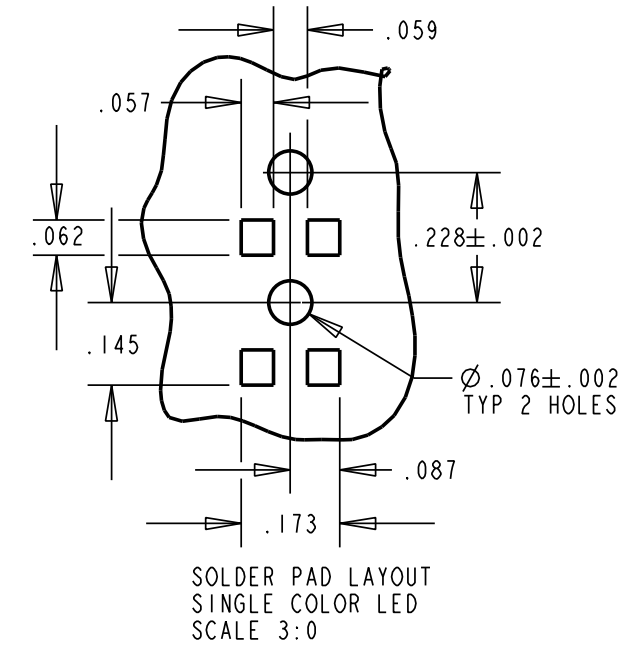 .059
.057
.062
.228±.002
.145
Ø.076±.002
TYP 2 HOLES
.087
.173
SOLDER PAD LAYOUT
SINGLE COLOR LED
SCALE 3:0